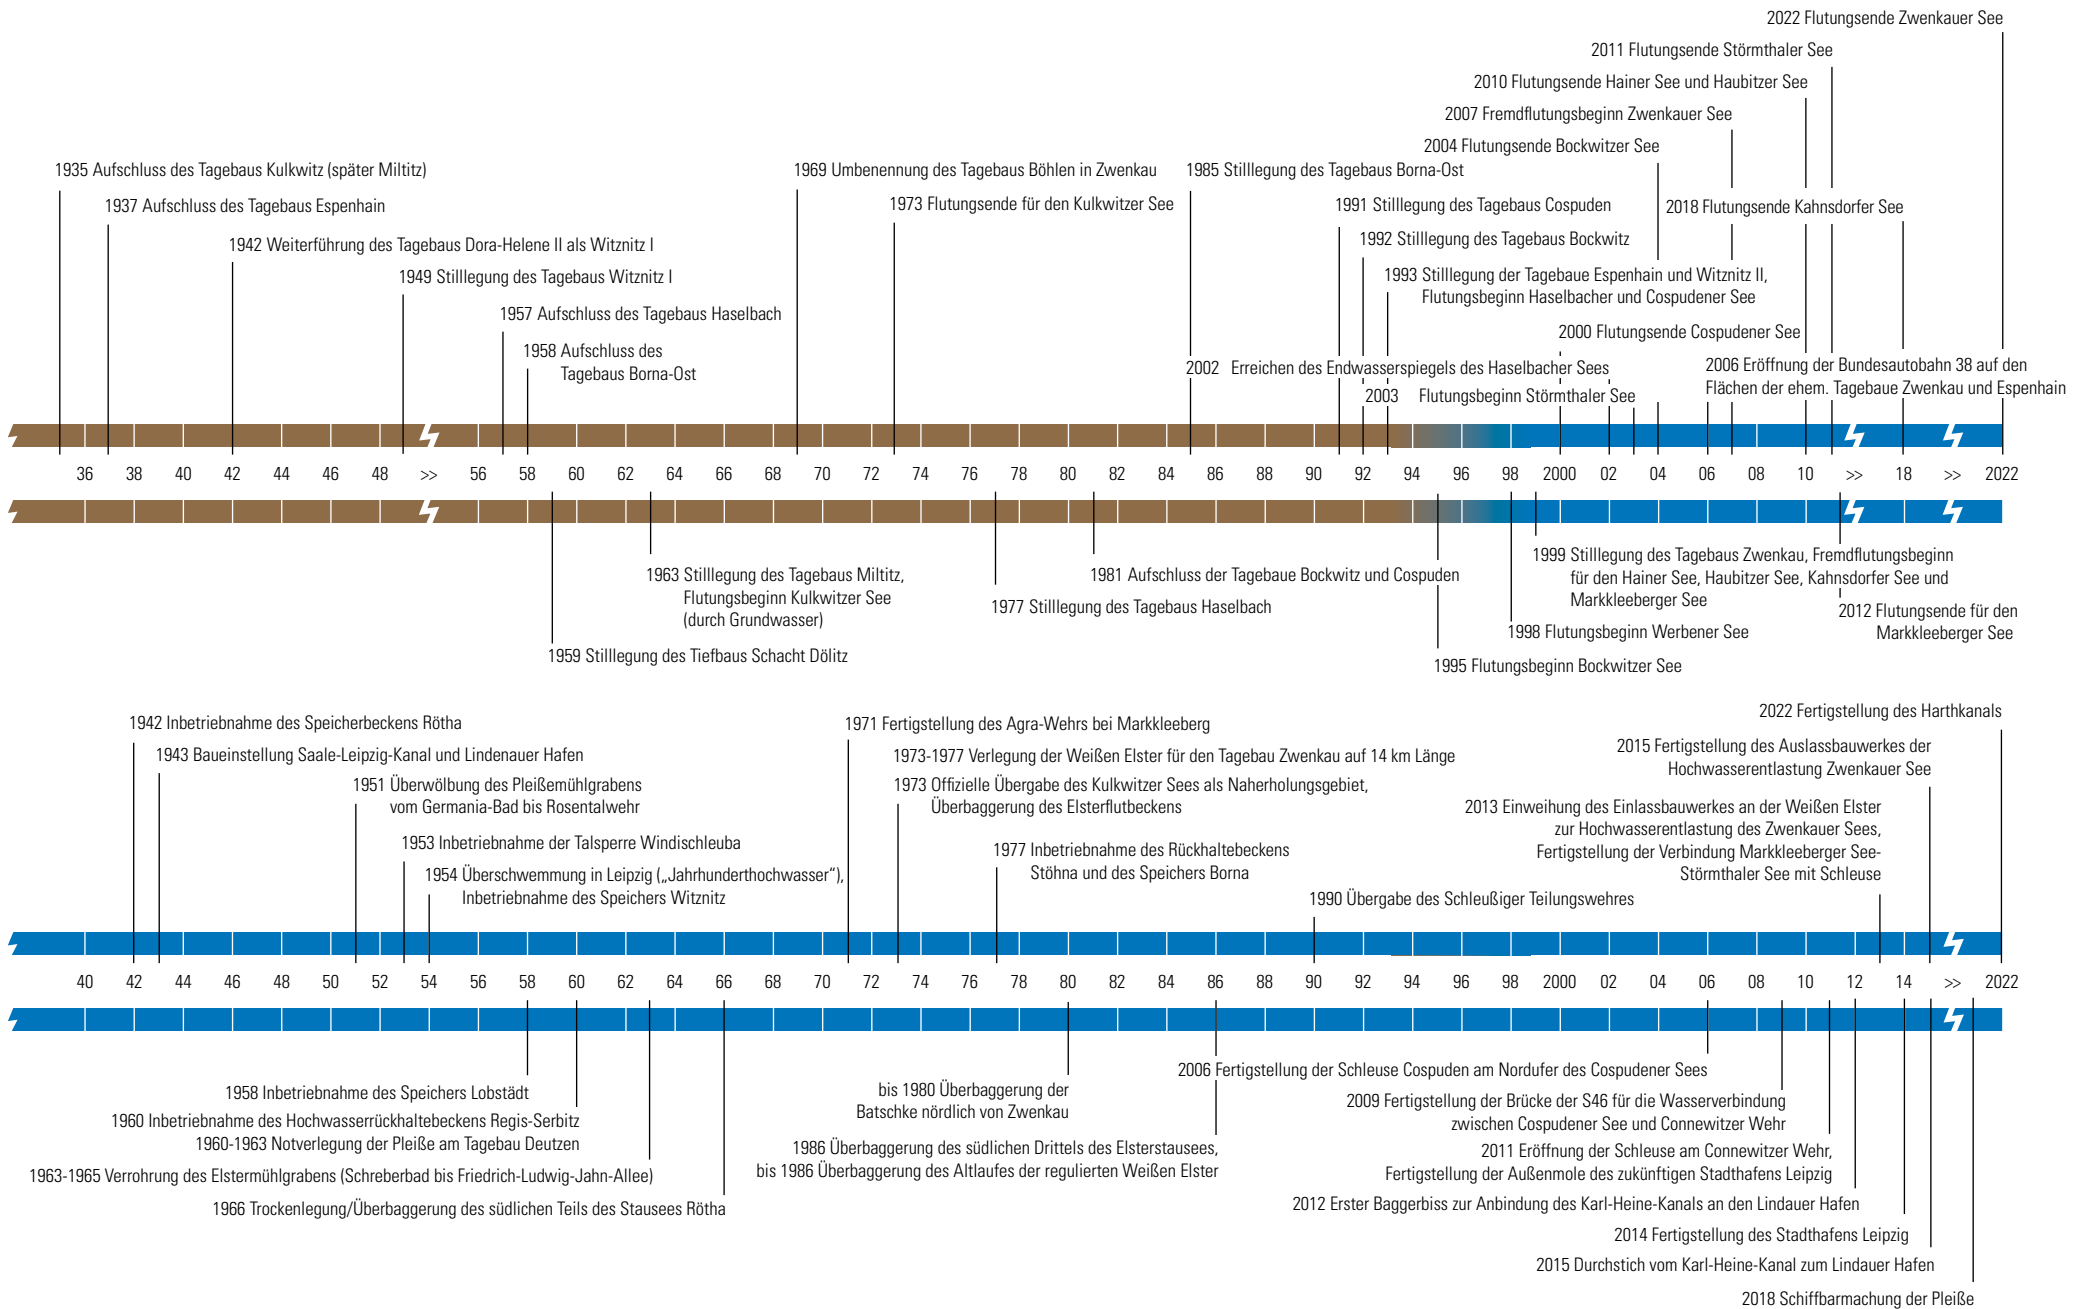 2022 Flutungsende Zwenkauer See
2011 Flutungsende Störmthaler See
2010 Flutungsende Hainer See und Haubitzer See
2007 Fremdflutungsbeginn Zwenkauer See
2004 Flutungsende Bockwitzer See
1935 Aufschluss des Tagebaus Kulkwitz (später Miltitz)
1969 Umbenennung des Tagebaus Böhlen in Zwenkau
1985 Stilllegung des Tagebaus Borna-Ost
1937 Aufschluss des Tagebaus Espenhain
1973 Flutungsende für den Kulkwitzer See
1991 Stilllegung des Tagebaus Cospuden
2018 Flutungsende Kahnsdorfer See
1942 Weiterführung des Tagebaus Dora-Helene II als Witznitz I
1992 Stilllegung des Tagebaus Bockwitz
1949 Stilllegung des Tagebaus Witznitz I
1993 Stilllegung der Tagebaue Espenhain und Witznitz II,
Flutungsbeginn Haselbacher und Cospudener See
1957 Aufschluss des Tagebaus Haselbach
2000 Flutungsende Cospudener See
1958 Aufschluss des
Tagebaus Borna-Ost
2002 Erreichen des Endwasserspiegels des Haselbacher Sees
2006 Eröffnung der Bundesautobahn 38 auf den
Flächen der ehem. Tagebaue Zwenkau und Espenhain
2003 Flutungsbeginn Störmthaler See
36 38 40 42 44 46 48 >> 56 58 60 62 64 66 68 70 72 74 76 78 80 82 84 86 88 90 92 94 96 98 2000 02 04 06 08 10 >> 18 >> 2022
1963 Stilllegung des Tagebaus Miltitz,
Flutungsbeginn Kulkwitzer See
(durch Grundwasser)
1981 Aufschluss der Tagebaue Bockwitz und Cospuden
1999 Stilllegung des Tagebaus Zwenkau, Fremdflutungsbeginn
für den Hainer See, Haubitzer See, Kahnsdorfer See und
Markkleeberger See
1977 Stilllegung des Tagebaus Haselbach
2012 Flutungsende für den
Markkleeberger See
1998 Flutungsbeginn Werbener See
1959 Stilllegung des Tiefbaus Schacht Dölitz
1995 Flutungsbeginn Bockwitzer See
2022 Fertigstellung des Harthkanals
1942 Inbetriebnahme des Speicherbeckens Rötha
1971 Fertigstellung des Agra-Wehrs bei Markkleeberg
2015 Fertigstellung des Auslassbauwerkes der
Hochwasserentlastung Zwenkauer See
1943 Baueinstellung Saale-Leipzig-Kanal und Lindenauer Hafen
1973-1977 Verlegung der Weißen Elster für den Tagebau Zwenkau auf 14 km Länge
1951 Überwölbung des Pleißemühlgrabens
vom Germania-Bad bis Rosentalwehr
1973 Offizielle Übergabe des Kulkwitzer Sees als Naherholungsgebiet,
Überbaggerung des Elsterflutbeckens
2013 Einweihung des Einlassbauwerkes an der Weißen Elster
zur Hochwasserentlastung des Zwenkauer Sees,
Fertigstellung der Verbindung Markkleeberger See-
Störmthaler See mit Schleuse
1953 Inbetriebnahme der Talsperre Windischleuba
1977 Inbetriebnahme des Rückhaltebeckens
Stöhna und des Speichers Borna
1954 Überschwemmung in Leipzig („Jahrhunderthochwasser“),
Inbetriebnahme des Speichers Witznitz
1990 Übergabe des Schleußiger Teilungswehres
40 42 44 46 48 50 52 54 56 58 60 62 64 66 68 70 72 74 76 78 80 82 84 86 88 90 92 94 96 98 2000 02 04 06 08 10 12 14 >> 2022
2006 Fertigstellung der Schleuse Cospuden am Nordufer des Cospudener Sees
1958 Inbetriebnahme des Speichers Lobstädt
bis 1980 Überbaggerung der
Batschke nördlich von Zwenkau
2009 Fertigstellung der Brücke der S46 für die Wasserverbindung
zwischen Cospudener See und Connewitzer Wehr
1960 Inbetriebnahme des Hochwasserrückhaltebeckens Regis-Serbitz
1960-1963 Notverlegung der Pleiße am Tagebau Deutzen
1986 Überbaggerung des südlichen Drittels des Elsterstausees,
bis 1986 Überbaggerung des Altlaufes der regulierten Weißen Elster
2011 Eröffnung der Schleuse am Connewitzer Wehr,
Fertigstellung der Außenmole des zukünftigen Stadthafens Leipzig
1963-1965 Verrohrung des Elstermühlgrabens (Schreberbad bis Friedrich-Ludwig-Jahn-Allee)
2012 Erster Baggerbiss zur Anbindung des Karl-Heine-Kanals an den Lindauer Hafen
1966 Trockenlegung/Überbaggerung des südlichen Teils des Stausees Rötha
2014 Fertigstellung des Stadthafens Leipzig
2015 Durchstich vom Karl-Heine-Kanal zum Lindauer Hafen
2018 Schiffbarmachung der Pleiße